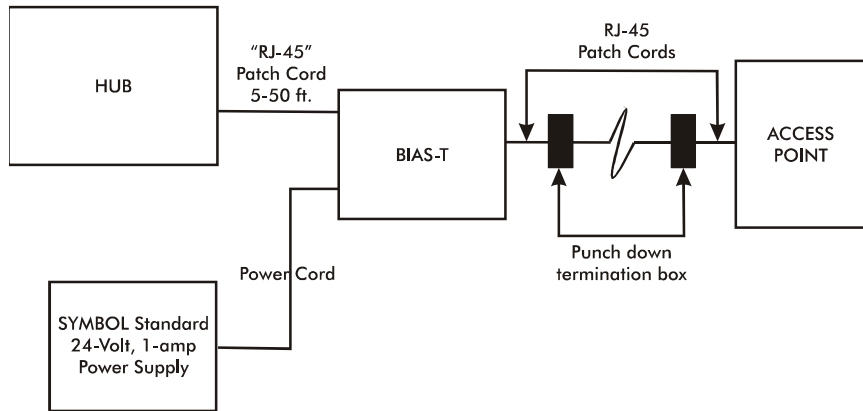 HUB
“RJ-45”
Patch Cord
5-50 ft.
BIAS-T
RJ-45
Patch Cords
ACCESS
POINT
Punch down
termination box
Power Cord
SYMBOL Standard
24-Volt, 1-amp
Power Supply